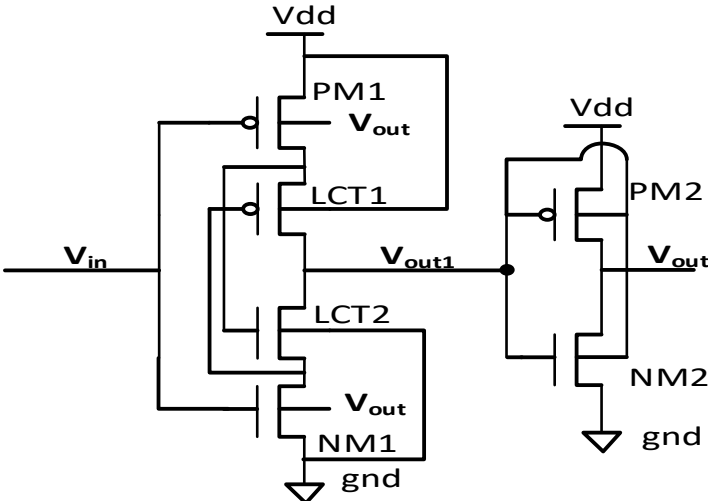 Vdd
PM1
Vout
Vdd
LCT1
PM2
Vin
Vout1
Vout
LCT2
NM2
Vout
NM1
gnd
gnd